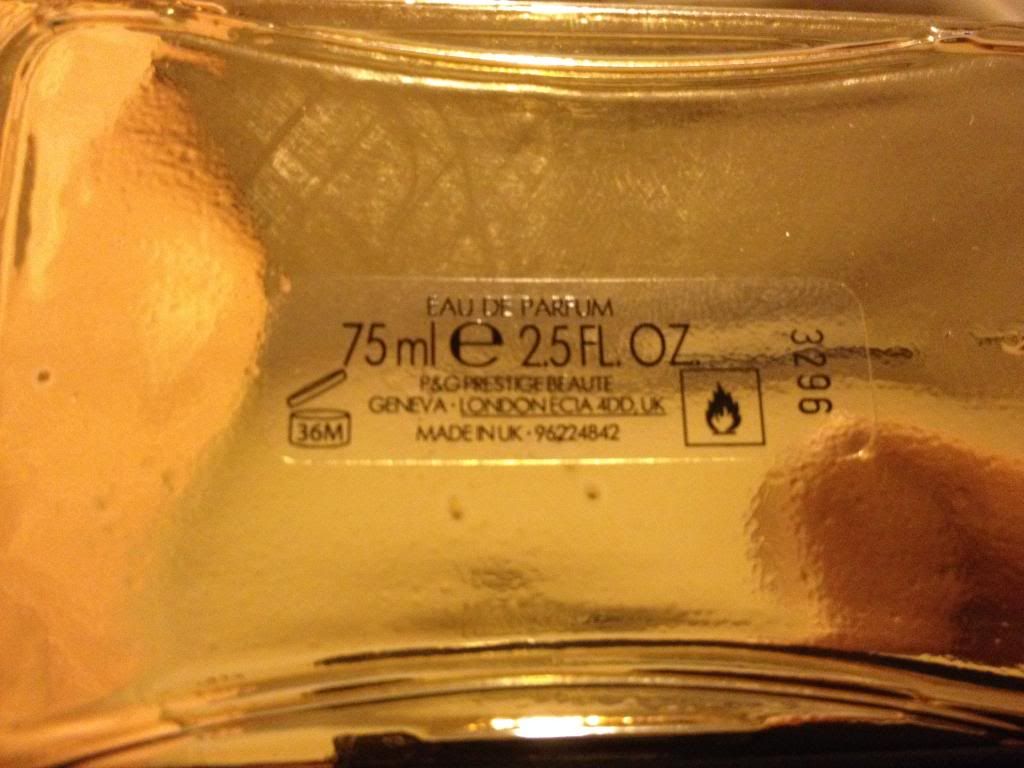 EAU DE PARFUM
75 ml e 2.5 FL. OZ
P&G PRESTIGE BEAUTE
GENEVA · LONDON EC1A 4DD, UK
MADE IN UK · 96224842
36M
3296